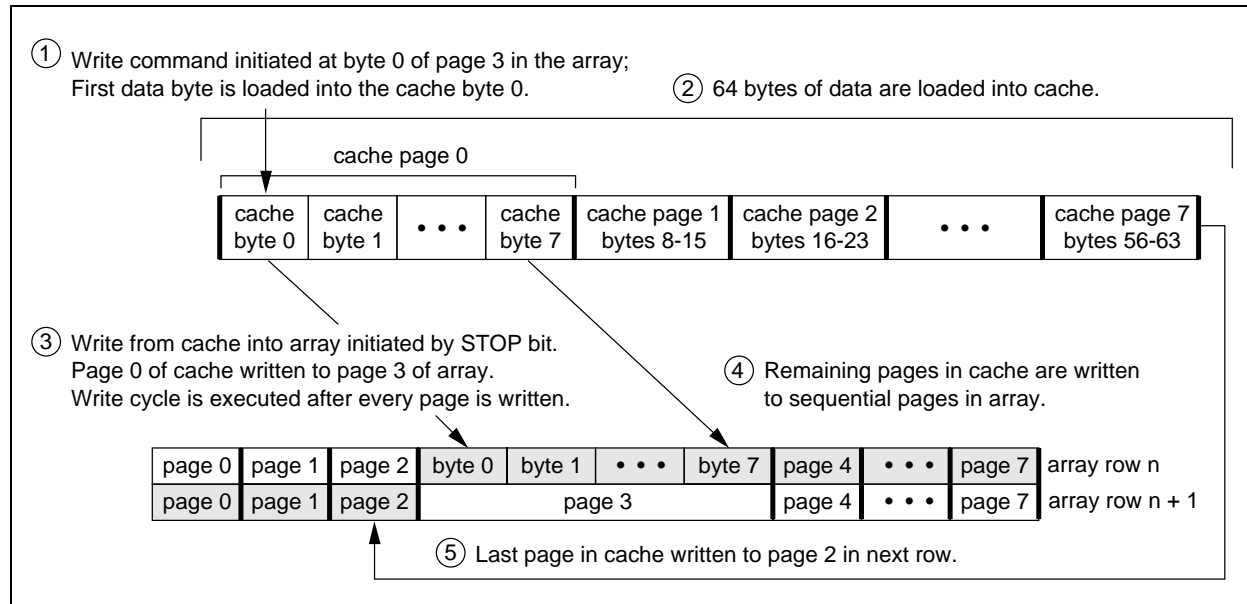 ① Write command initiated at byte 0 of page 3 in the array;
First data byte is loaded into the cache byte 0.
② 64 bytes of data are loaded into cache.
cache page 0
cache byte 0 cache byte 1 • • • cache byte 7 cache page 1 bytes 8-15 cache page 2 bytes 16-23 • • • cache page 7 bytes 56-63
③ Write from cache into array initiated by STOP bit.
Page 0 of cache written to page 3 of array.
Write cycle is executed after every page is written.
④ Remaining pages in cache are written
to sequential pages in array.
page 0 page 1 page 2 byte 0 byte 1 • • • byte 7 page 4 • • • page 7 array row n
page 0 page 1 page 2 page 3 page 4 • • • page 7 array row n + 1
⑤ Last page in cache written to page 2 in next row.